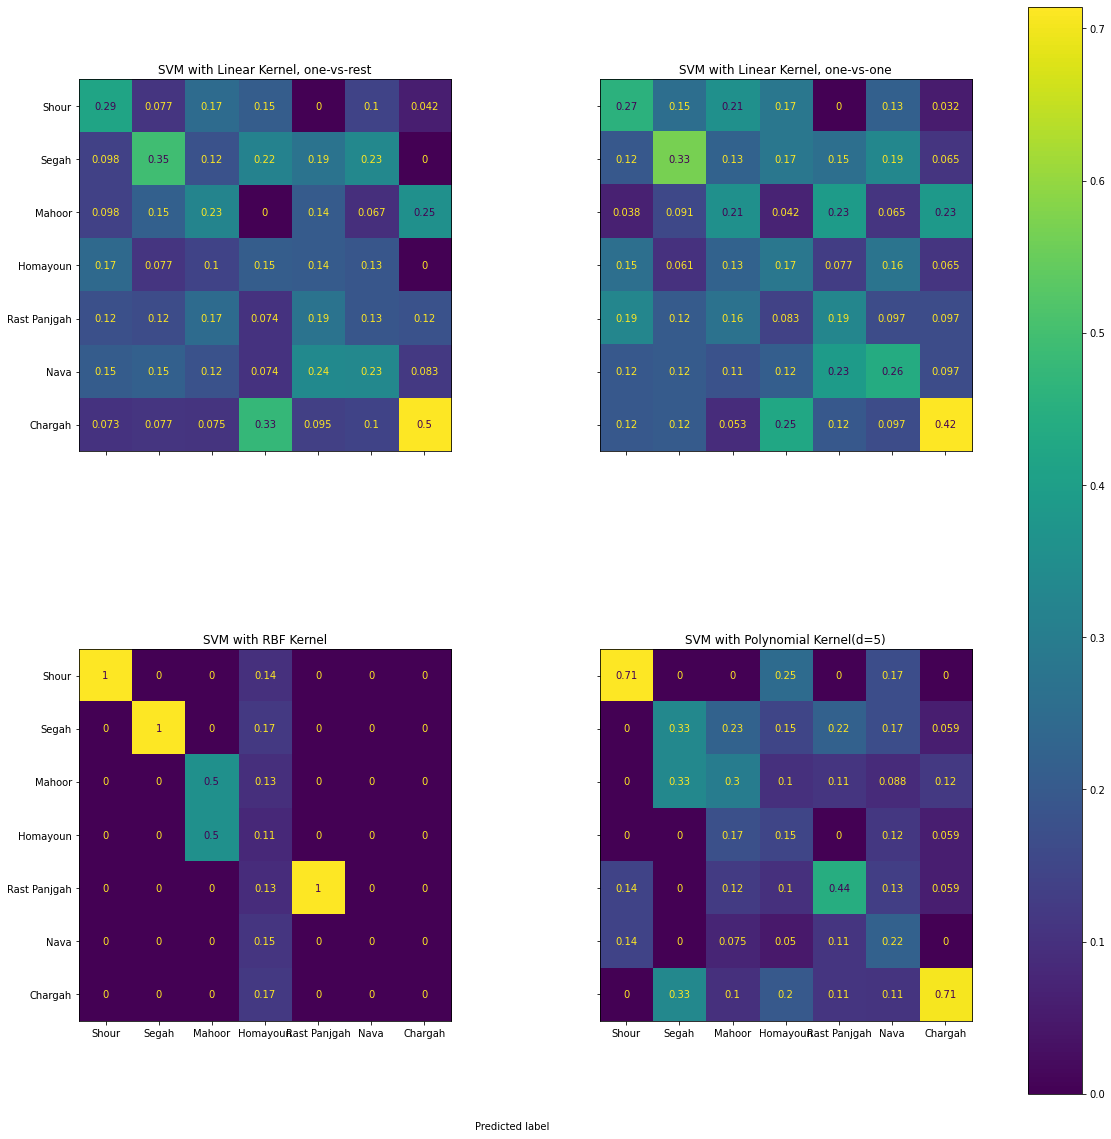 SVM with Linear Kernel, one-vs-rest
Shour 0.29 0.077 0.17 0.15 0 0.1 0.042
Segah 0.098 0.35 0.12 0.22 0.19 0.23 0
Mahoor 0.098 0.15 0.23 0 0.14 0.067 0.25
Homayoun 0.17 0.077 0.1 0.15 0.14 0.13 0
Rast Panjgah 0.12 0.12 0.17 0.074 0.19 0.13 0.12
Nava 0.15 0.15 0.12 0.074 0.24 0.23 0.083
Chargah 0.073 0.077 0.075 0.33 0.095 0.1 0.5
SVM with Linear Kernel, one-vs-one
0.27 0.15 0.21 0.17 0 0.13 0.032
0.12 0.33 0.13 0.17 0.15 0.19 0.065
0.038 0.091 0.21 0.042 0.23 0.065 0.23
0.15 0.061 0.13 0.17 0.077 0.16 0.065
0.19 0.12 0.16 0.083 0.19 0.097 0.097
0.12 0.12 0.11 0.12 0.23 0.26 0.097
0.12 0.12 0.053 0.25 0.12 0.097 0.42
SVM with RBF Kernel
Shour 1 0 0 0.14 0 0 0
Segah 0 1 0 0.17 0 0 0
Mahoor 0 0 0.5 0.13 0 0 0
Homayoun 0 0 0.5 0.11 0 0 0
Rast Panjgah 0 0 0 0.13 1 0 0
Nava 0 0 0 0.15 0 0 0
Chargah 0 0 0 0.17 0 0 0
Shour Segah Mahoor Homayoun Rast Panjgah Nava Chargah
SVM with Polynomial Kernel(d=5)
0.71 0 0 0.25 0 0.17 0
0 0.33 0.23 0.15 0.22 0.17 0.059
0 0.33 0.3 0.1 0.11 0.088 0.12
0 0 0.17 0.15 0 0.12 0.059
0.14 0 0.12 0.1 0.44 0.13 0.059
0.14 0 0.075 0.05 0.11 0.22 0
0 0.33 0.1 0.2 0.11 0.11 0.71
Shour Segah Mahoor Homayoun Rast Panjgah Nava Chargah
Predicted label
0.7
0.6
0.5
0.4
0.3
0.2
0.1
0.0